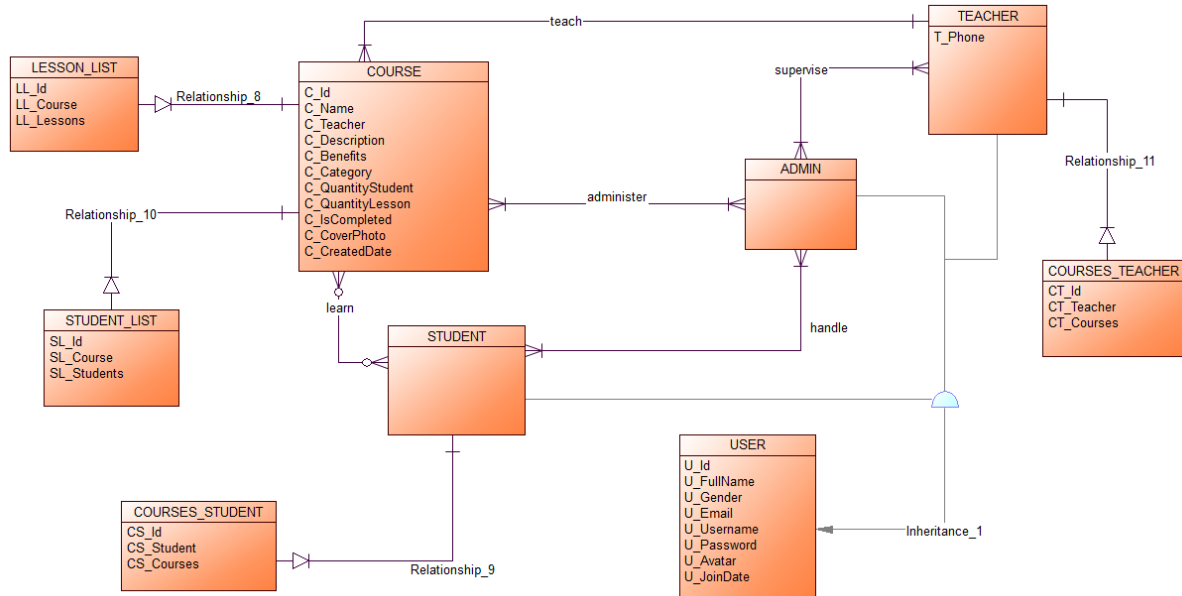 teach
TEACHER
T_Phone
LESSON_LIST
LL_Id
LL_Course
LL_Lessons
Relationship_8
COURSE
C_Id
C_Name
C_Teacher
C_Description
C_Benefits
C_Category
C_QuantityStudent
C_QuantityLesson
C_IsCompleted
C_CoverPhoto
C_CreatedDate
supervise
ADMIN
administer
Relationship_11
Relationship_10
COURSES_TEACHER
CT_Id
CT_Teacher
CT_Courses
STUDENT_LIST
SL_Id
SL_Course
SL_Students
learn
STUDENT
handle
USER
U_Id
U_FullName
U_Gender
U_Email
U_Username
U_Password
U_Avatar
U_JoinDate
Inheritance_1
COURSES_STUDENT
CS_Id
CS_Student
CS_Courses
Relationship_9